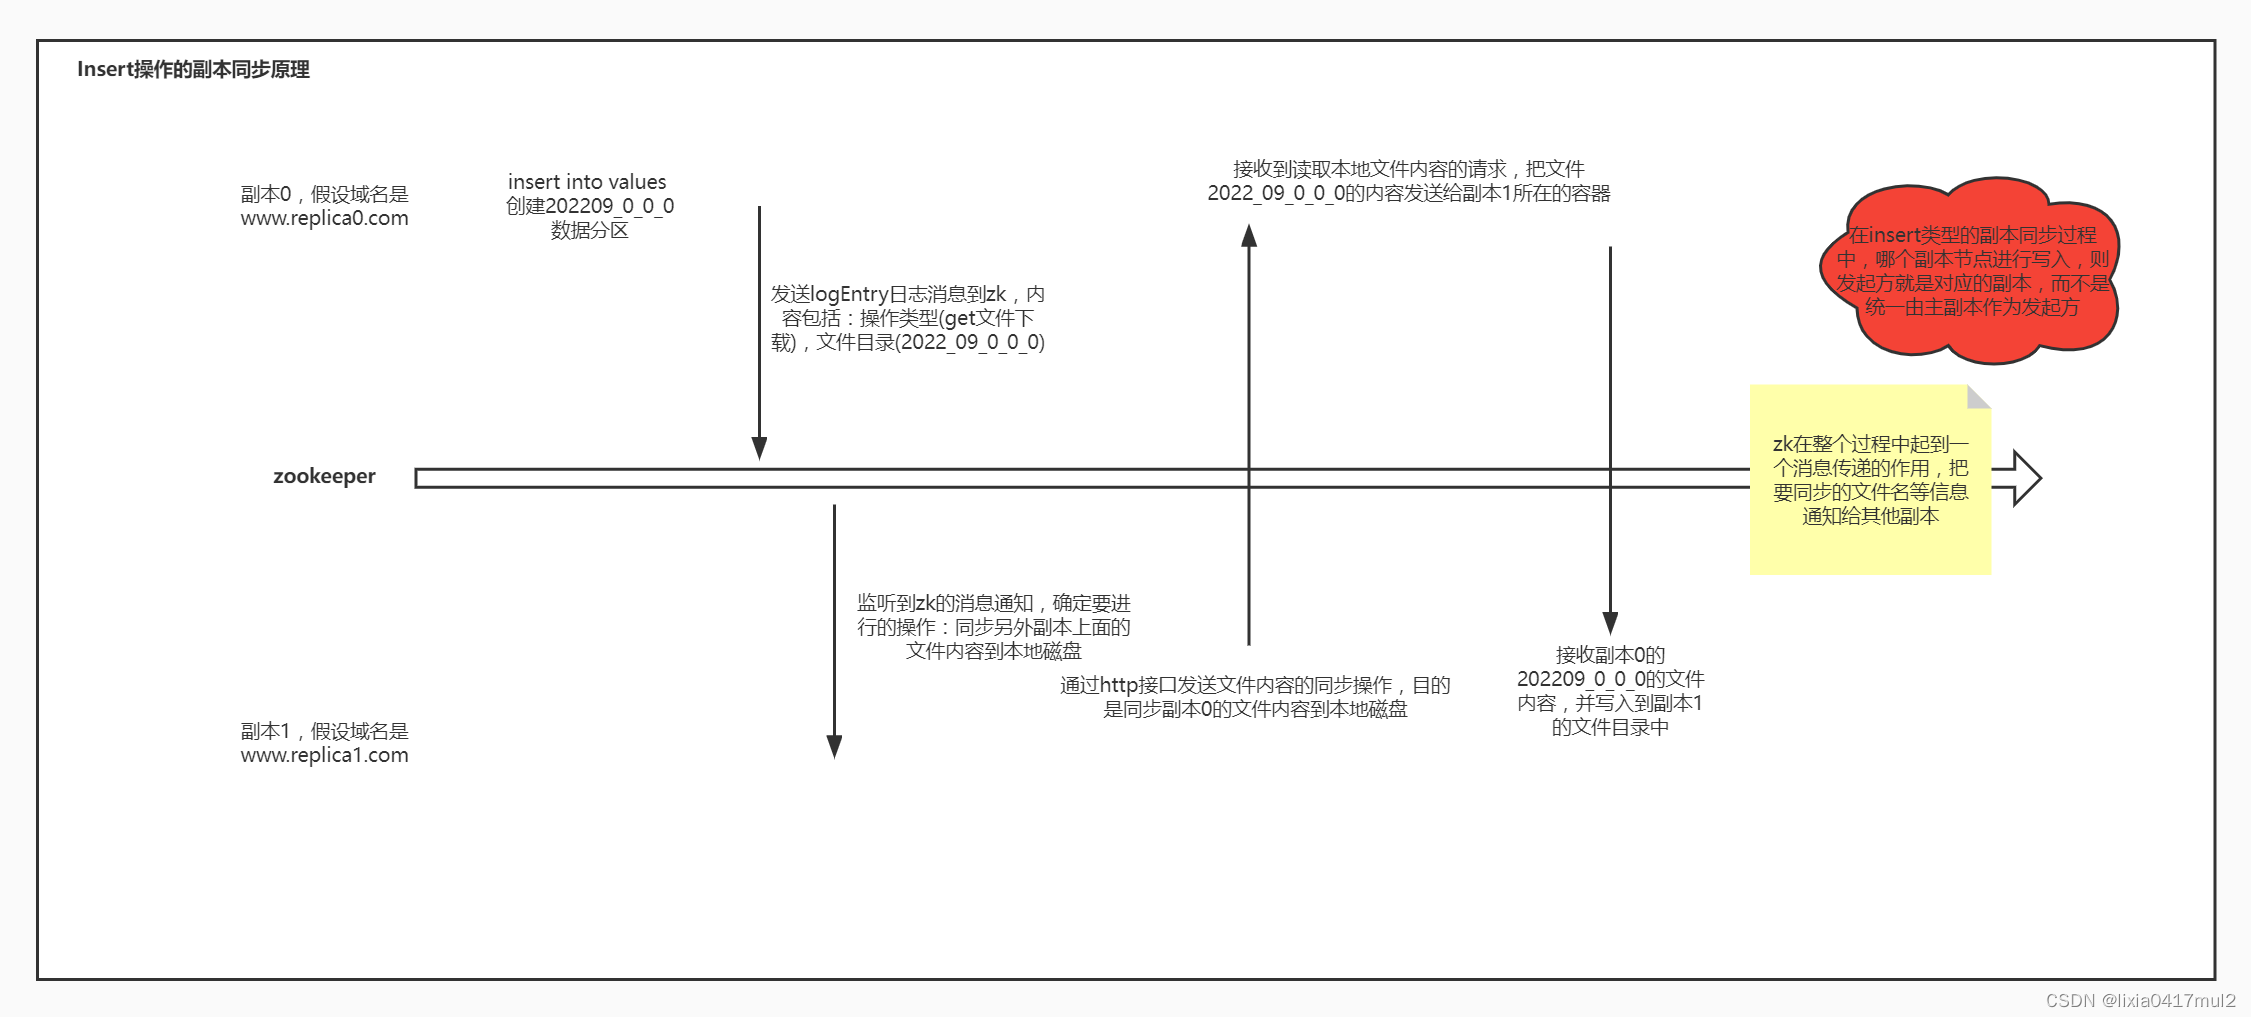 Insert操作的副本同步原理
副本0，假设域名是
www.replica0.com
insert into values
创建202209_0_0_0
数据分区
发送logEntry日志消息到zk，内
容包括：操作类型(get文件下
载)，文件目录(2022_09_0_0_0)
接收到读取本地文件内容的请求，把文件
2022_09_0_0_0的内容发送给副本1所在的容器
在insert类型的副本同步过程
中，哪个副本节点进行写入，则
发起方就是对应的副本，而不是
统一由主副本作为发起方
zookeeper
zk在整个过程中起到一
个消息传递的作用，把
要同步的文件名等信息
通知给其他副本
监听到zk的消息通知，确定要进
行的操作：同步另外副本上面的
文件内容到本地磁盘
通过http接口发送文件内容的同步操作，目的
是同步副本0的文件内容到本地磁盘
接收副本0的
202209_0_0_0的文件
内容，并写入到副本1
的文件目录中
副本1，假设域名是
www.replica1.com
CSDN @lixia0417mul2